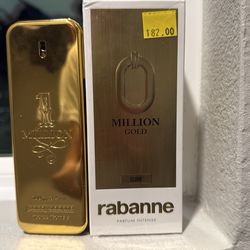 1
MILLION
182.00
MILLION
GOLD
rabanne
PARFUM INTENSE